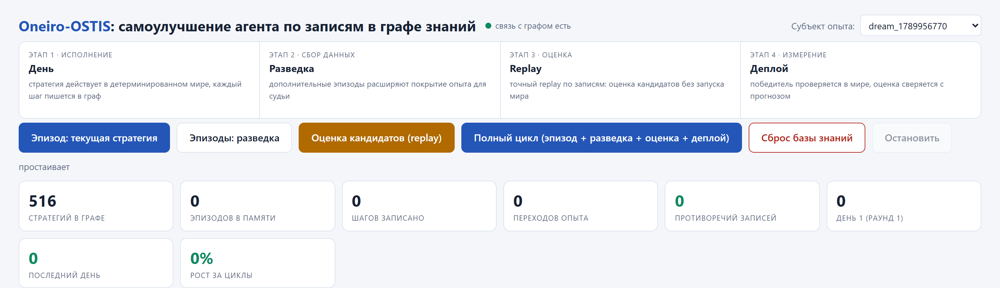 Oneiro-OSTIS: самоулучшение агента по записям в графе знаний
связь с графом есть
Субъект опыта:
dream_1789956770
ЭТАП 1 · ИСПОЛНЕНИЕ
День
стратегия действует в детерминированном мире, каждый
шаг пишется в граф
ЭТАП 2 · СБОР ДАННЫХ
Разведка
дополнительные эпизоды расширяют покрытие опыта для
судьи
ЭТАП 3 · ОЦЕНКА
Replay
точный replay по записям: оценка кандидатов без запуска
мира
ЭТАП 4 · ИЗМЕРЕНИЕ
Деплой
победитель проверяется в мире, оценка сверяется с
прогнозом
Эпизод: текущая стратегия
Эпизоды: разведка
Оценка кандидатов (replay)
Полный цикл (эпизод + разведка + оценка + деплой)
Сброс базы знаний
Остановить
простаивает
516
СТРАТЕГИЙ В ГРАФЕ
0
ЭПИЗОДОВ В ПАМЯТИ
0
ШАГОВ ЗАПИСАНО
0
ПЕРЕХОДОВ ОПЫТА
0
ПРОТИВОРЕЧИЙ ЗАПИСЕЙ
0
ДЕНЬ 1 (РАУНД 1)
0
ПОСЛЕДНИЙ ДЕНЬ
0%
РОСТ ЗА ЦИКЛЫ